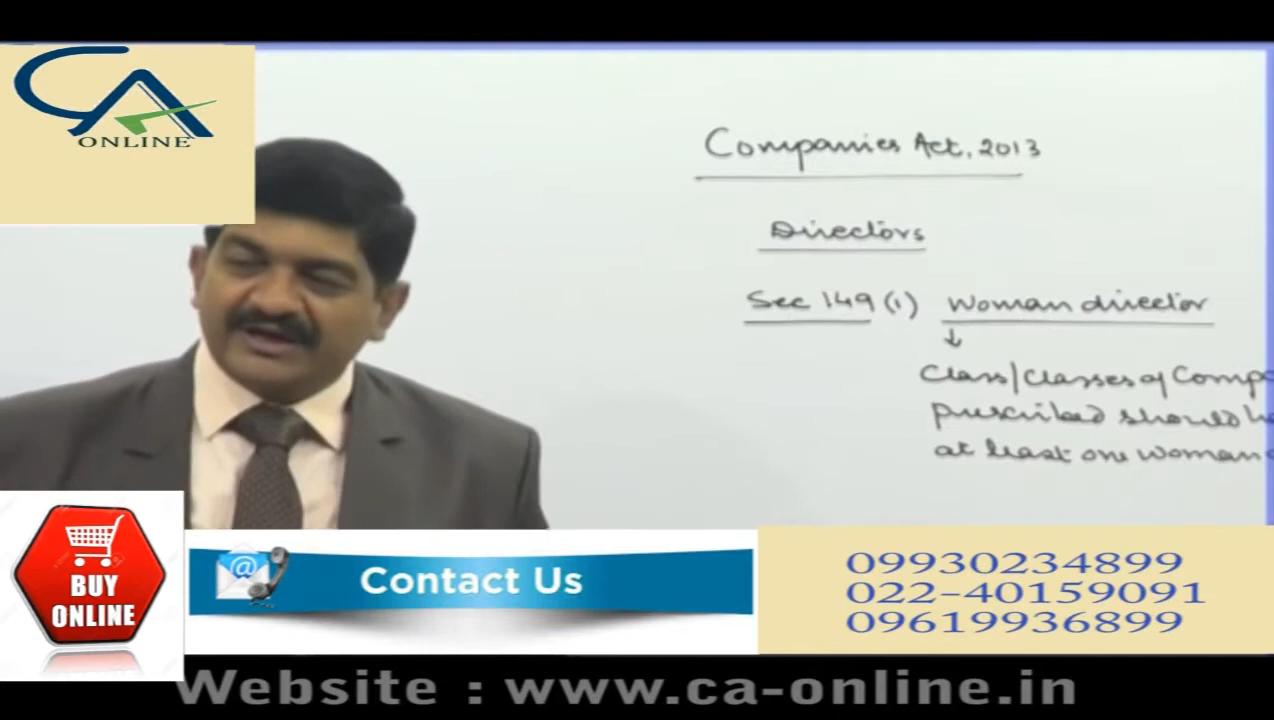 CA
ONLINE
Companies Act, 2013
Directors
Sec 149 (1) Woman director
↓
Class/Classes of Comp
prescribed should h
at least one woman
BUY
ONLINE
@
Contact Us
09930234899
022-40159091
09619936899
Website : www.ca-online.in